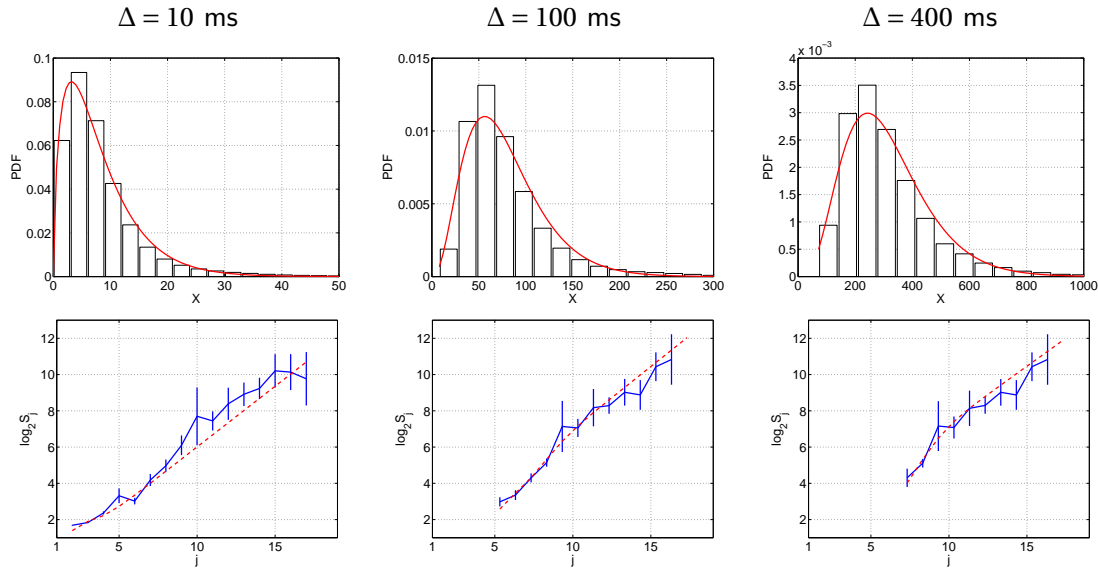 Δ = 10 ms
Δ = 100 ms
Δ = 400 ms
0.1
0.08
0.06
0.04
0.02
0
PDF
0 10 20 30 40 50
X
0.015
0.01
0.005
0
PDF
0 50 100 150 200 250 300
X
x 10⁻³
4
3.5
3
2.5
2
1.5
1
0.5
0
PDF
0 200 400 600 800 1000
X
12
10
8
6
4
2
log₂Sⱼ
1 5 10 15
j
12
10
8
6
4
2
log₂Sⱼ
1 5 10 15
j
12
10
8
6
4
2
log₂Sⱼ
1 5 10 15
j